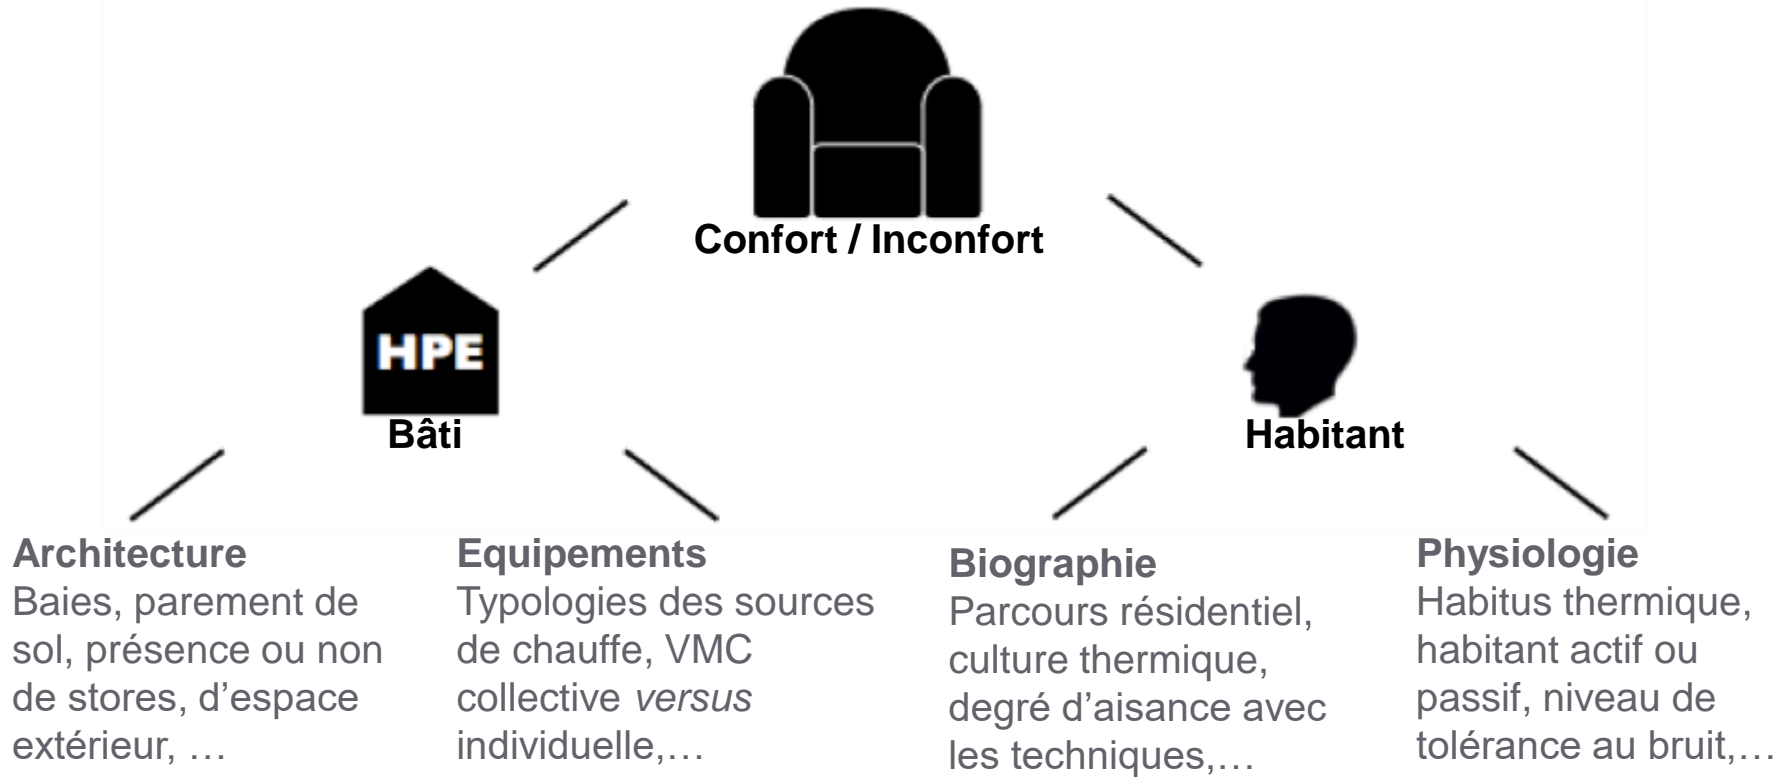 Confort / Inconfort
HPE
Bâti
Habitant
Architecture
Baies, parement de
sol, présence ou non
de stores, d’espace
extérieur, …
Equipements
Typologies des sources
de chauffe, VMC
collective versus
individuelle,…
Biographie
Parcours résidentiel,
culture thermique,
degré d’aisance avec
les techniques,…
Physiologie
Habitus thermique,
habitant actif ou
passif, niveau de
tolérance au bruit,…